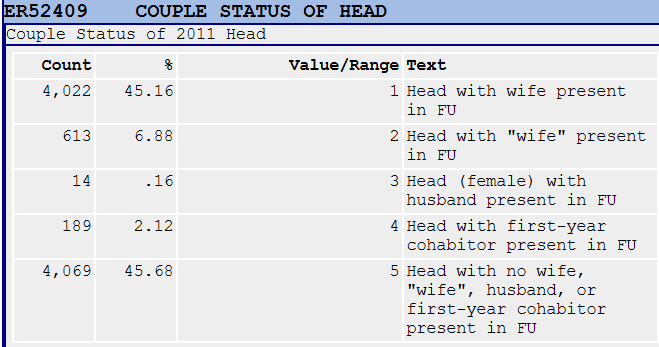 ER52409 COUPLE STATUS OF HEAD
Couple Status of 2011 Head
Count % Value/Range Text
4,022 45.16 1 Head with wife present
in FU
613 6.88 2 Head with "wife" present
in FU
14 .16 3 Head (female) with
husband present in FU
189 2.12 4 Head with first-year
cohabitor present in FU
4,069 45.68 5 Head with no wife,
"wife", husband, or
first-year cohabitor
present in FU